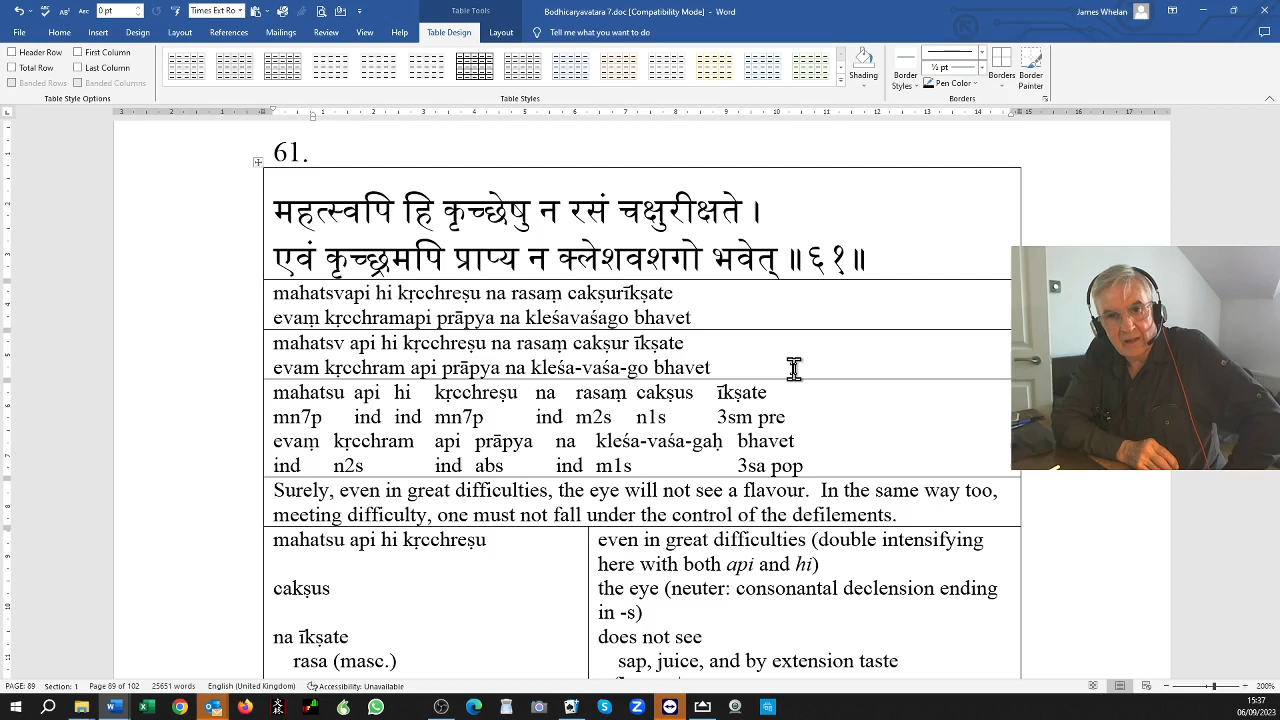 0 pt
Times Ext Ro
Table Tools
Bodhicaryavatara 7.doc [Compatibility Mode] - Word
James Whelan
File Home Insert Design Layout References Mailings Review View Help Table Design Layout Tell me what you want to do
Header Row First Column
Total Row Last Column
Banded Rows Banded Columns
Shading
Border Styles
½ pt
Pen Color
Borders
Border Painter
Table Style Options Table Styles Borders
61.
महत्स्वपि हि कृच्छेषु न रसं चक्षुरीक्षते ।
एवं कृच्छ्रमपि प्राप्य न क्लेशवशगो भवेत् ॥६१॥
mahatsvapi hi kṛcchreṣu na rasaṃ cakṣurīkṣate
evaṃ kṛcchramapi prāpya na kleśavaśago bhavet
mahatsv api hi kṛcchreṣu na rasaṃ cakṣur īkṣate
evaṃ kṛcchram api prāpya na kleśa-vaśa-go bhavet
mahatsu api hi kṛcchreṣu na rasaṃ cakṣus īkṣate
mn7p ind ind mn7p ind m2s n1s 3sm pre
evaṃ kṛcchram api prāpya na kleśa-vaśa-gaḥ bhavet
ind n2s ind abs ind m1s 3sa pop
Surely, even in great difficulties, the eye will not see a flavour. In the same way too,
meeting difficulty, one must not fall under the control of the defilements.
mahatsu api hi kṛcchreṣu even in great difficulties (double intensifying
here with both api and hi)
cakṣus the eye (neuter: consonantal declension ending
in -s)
na īkṣate does not see
rasa (masc.) sap, juice, and by extension taste
PAGE: 89 Section: 1 Page 89 of 102 25651 words English (United Kingdom) Accessibility: Unavailable 200%
15:37
06/09/2023